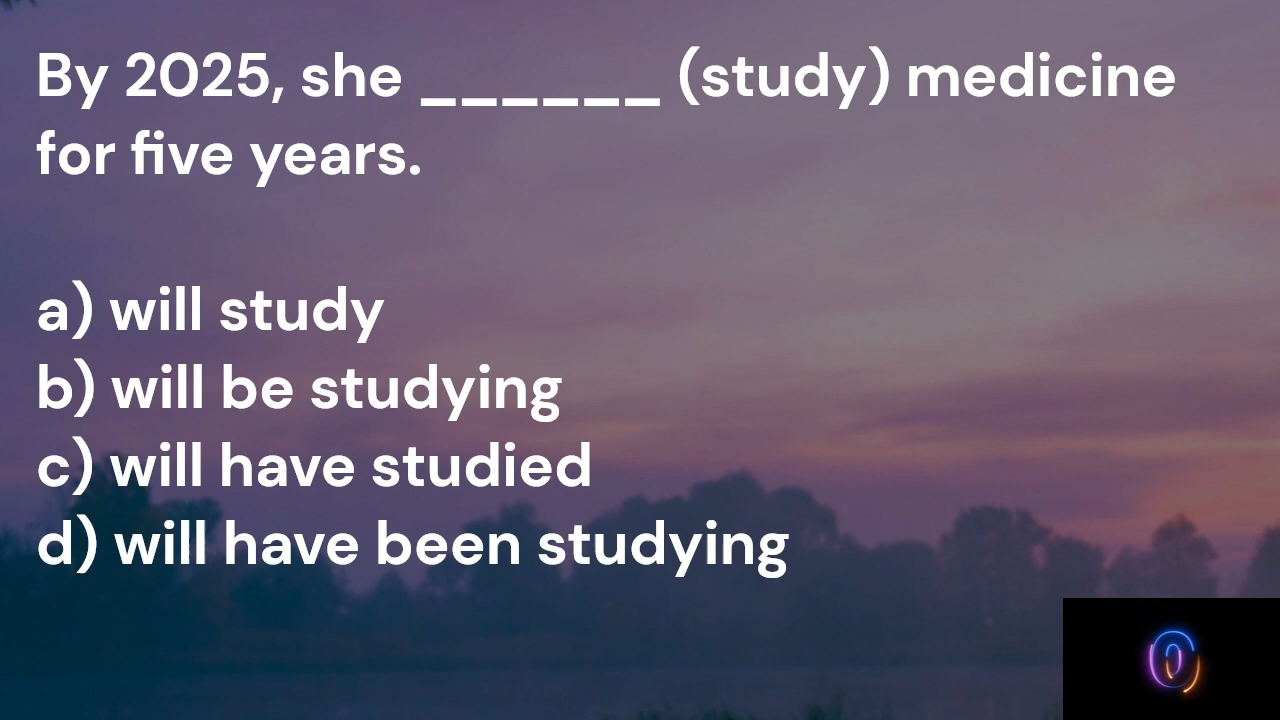 By 2025, she ______ (study) medicine
for five years.
a) will study
b) will be studying
c) will have studied
d) will have been studying